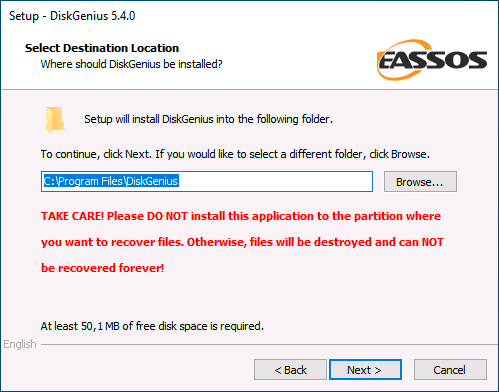 Setup - DiskGenius 5.4.0
Select Destination Location
Where should DiskGenius be installed?
EASSOS
Setup will install DiskGenius into the following folder.
To continue, click Next. If you would like to select a different folder, click Browse.
C:\Program Files\DiskGenius
Browse...
TAKE CARE! Please DO NOT install this application to the partition where
you want to recover files. Otherwise, files will be destroyed and can NOT
be recovered forever!
At least 50,1 MB of free disk space is required.
English
< Back
Next >
Cancel